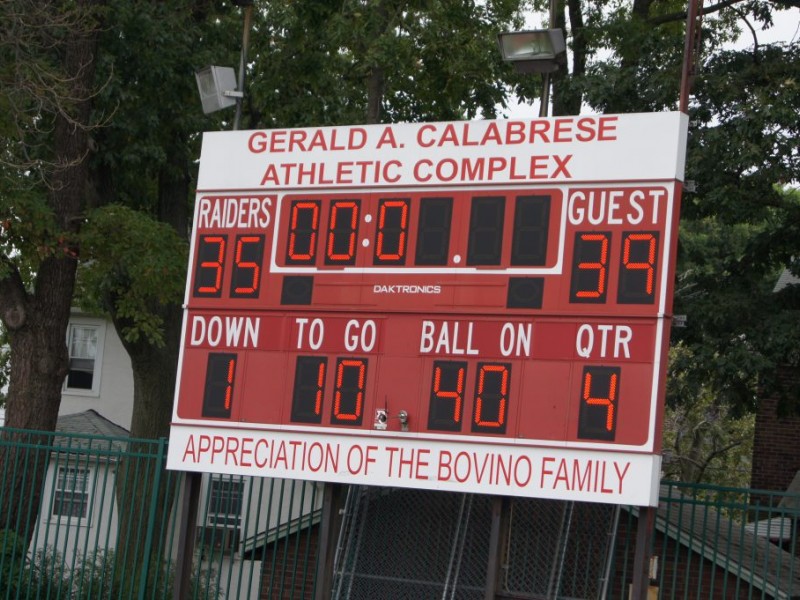 GERALD A. CALABRESE
ATHLETIC COMPLEX
RAIDERS 00:0 . GUEST
35 39
DAKTRONICS
DOWN TO GO BALL ON QTR
1 10 40 4
APPRECIATION OF THE BOVINO FAMILY